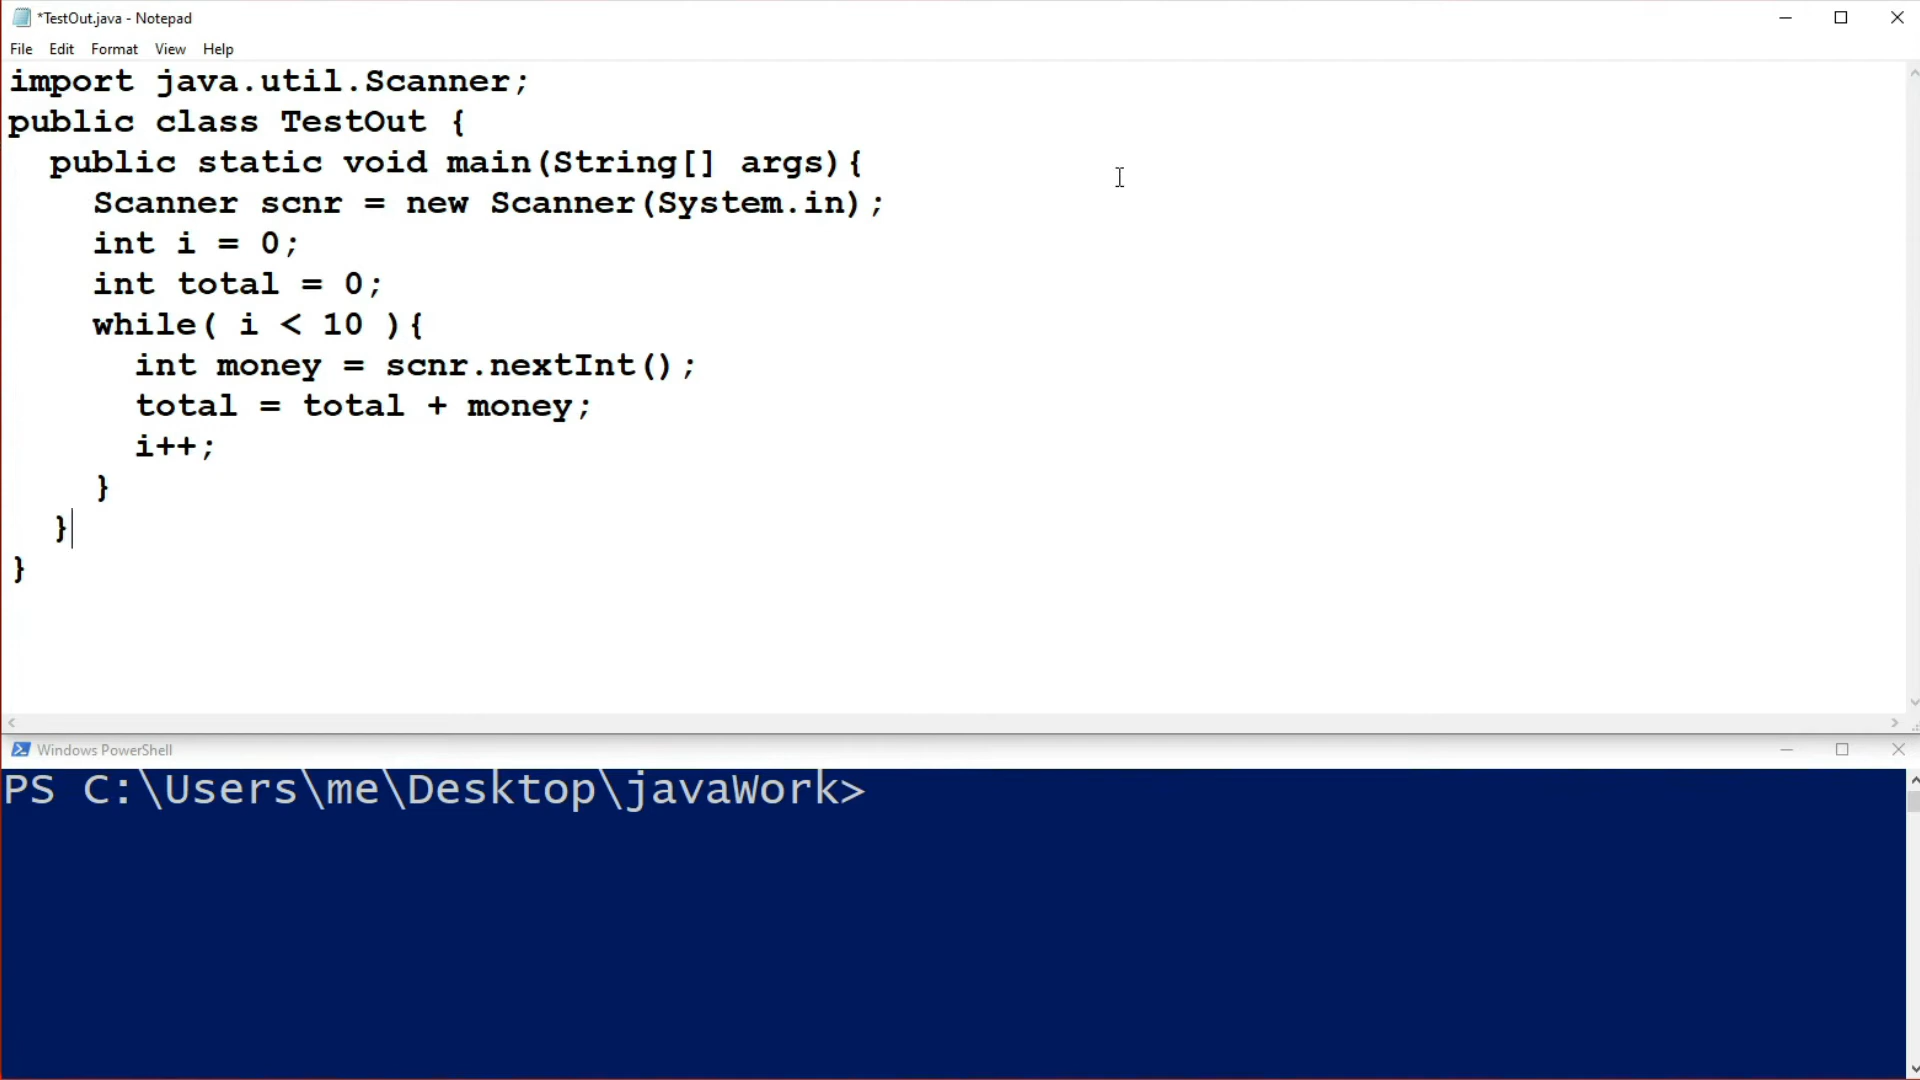 *TestOut.java - Notepad
File Edit Format View Help
import java.util.Scanner;
public class TestOut {
public static void main(String[] args){
Scanner scnr = new Scanner(System.in);
int i = 0;
int total = 0;
while( i < 10 ){
int money = scnr.nextInt();
total = total + money;
i++;
}
}
}
Windows PowerShell
PS C:\Users\me\Desktop\javaWork>